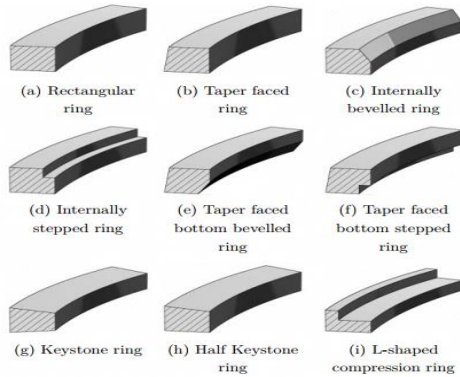 (a) Rectangular
ring
(b) Taper faced
ring
(c) Internally
bevelled ring
(d) Internally
stepped ring
(e) Taper faced
bottom bevelled
ring
(f) Taper faced
bottom stepped
ring
(g) Keystone ring
(h) Half Keystone
ring
(i) L-shaped
compression ring